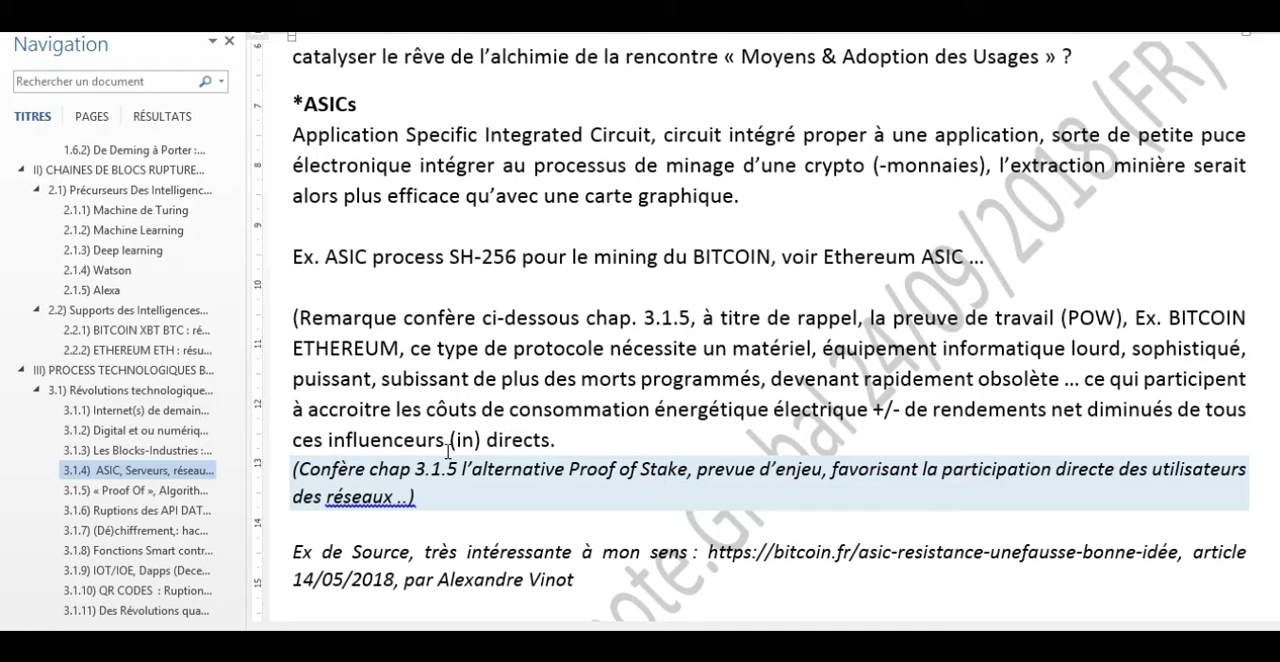 Navigation
Rechercher un document
TITRES PAGES RÉSULTATS
1.6.2) De Deming à Porter :...
II) CHAINES DE BLOCS RUPTURE...
2.1) Précurseurs Des Intelligenc...
2.1.1) Machine de Turing
2.1.2) Machine Learning
2.1.3) Deep learning
2.1.4) Watson
2.1.5) Alexa
2.2) Supports des Intelligences...
2.2.1) BITCOIN XBT BTC : ré...
2.2.2) ETHEREUM ETH : résu...
III) PROCESS TECHNOLOGIQUES B...
3.1) Révolutions technologique...
3.1.1) Internet(s) de demain...
3.1.2) Digital et ou numériq...
3.1.3) Les Blocks-Industries :...
3.1.4) ASIC, Serveurs, réseau...
3.1.5) « Proof Of », Algorith...
3.1.6) Ruptions des API DAT...
3.1.7) (Dé)chiffrement,: hac...
3.1.8) Fonctions Smart contr...
3.1.9) IOT/IOE, Dapps (Dece...
3.1.10) QR CODES : Ruption...
3.1.11) Des Révolutions qua...
6
7
8
9
10
11
12
13
14
15
catalyser le rêve de l’alchimie de la rencontre « Moyens & Adoption des Usages » ?
*ASICs
Application Specific Integrated Circuit, circuit intégré proper à une application, sorte de petite puce
électronique intégrer au processus de minage d’une crypto (-monnaies), l’extraction minière serait
alors plus efficace qu’avec une carte graphique.
Ex. ASIC process SH-256 pour le mining du BITCOIN, voir Ethereum ASIC ...
(Remarque confère ci-dessous chap. 3.1.5, à titre de rappel, la preuve de travail (POW), Ex. BITCOIN
ETHEREUM, ce type de protocole nécessite un matériel, équipement informatique lourd, sophistiqué,
puissant, subissant de plus des morts programmés, devenant rapidement obsolète ... ce qui participent
à accroitre les coûts de consommation énergétique électrique +/- de rendements net diminués de tous
ces influenceurs (in) directs.
(Confère chap 3.1.5 l’alternative Proof of Stake, prevue d’enjeu, favorisant la participation directe des utilisateurs
des réseaux ..)
Ex de Source, très intéressante à mon sens : https://bitcoin.fr/asic-resistance-unefausse-bonne-idée, article
14/05/2018, par Alexandre Vinot
24/09/2018 (FR)